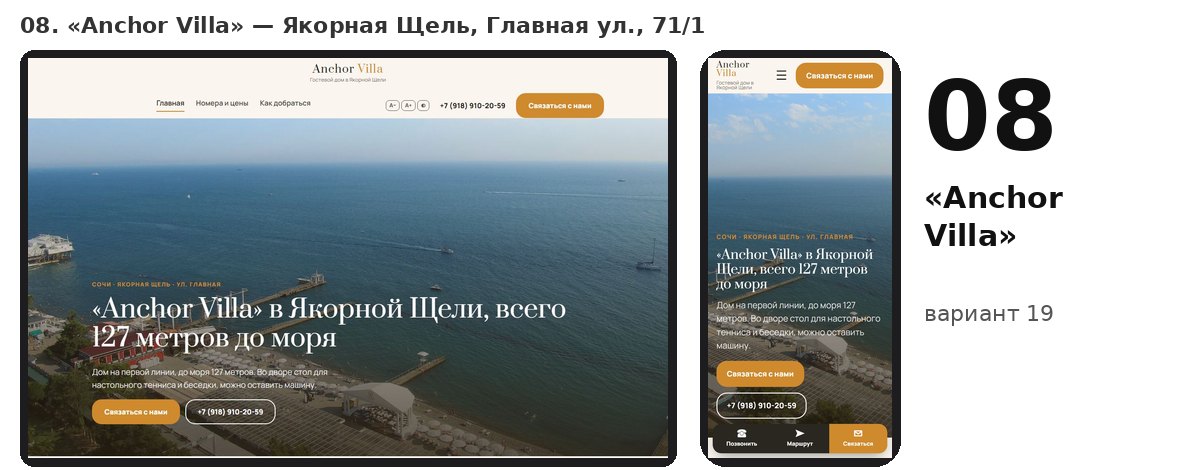 08. «Anchor Villa» — Якорная Щель, Главная ул., 71/1
Anchor Villa
Гостевой дом в Якорной Щели
Главная Номера и цены Как добраться A− A+ +7 (918) 910-20-59 Связаться с нами
СОЧИ · ЯКОРНАЯ ЩЕЛЬ · УЛ. ГЛАВНАЯ
«Anchor Villa» в Якорной Щели, всего
127 метров до моря
Дом на первой линии, до моря 127 метров. Во дворе стол для
настольного тенниса и беседки, можно оставить машину.
Связаться с нами +7 (918) 910-20-59
Anchor
Villa
Гостевой дом в
Якорной Щели
Связаться с нами
СОЧИ · ЯКОРНАЯ ЩЕЛЬ · УЛ. ГЛАВНАЯ
«Anchor Villa» в Якорной
Щели, всего 127 метров
до моря
Дом на первой линии, до моря 127
метров. Во дворе стол для настольного
тенниса и беседки, можно оставить
машину.
Связаться с нами
+7 (918) 910-20-59
Позвонить Маршрут Связаться
08
«Anchor
Villa»
вариант 19